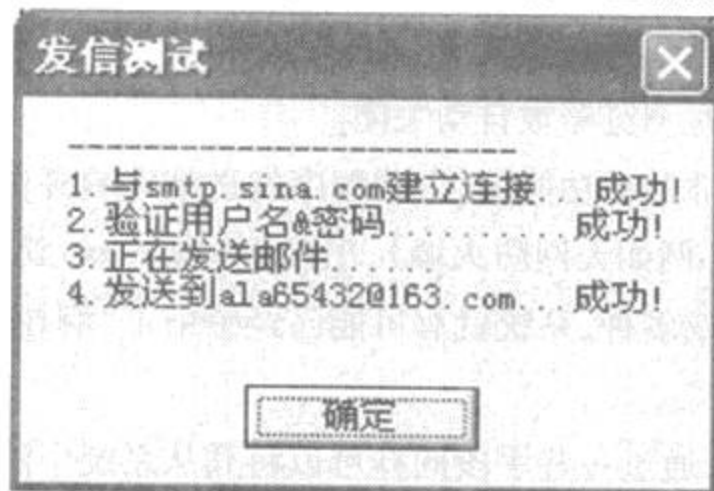 发信测试
------------------------
1. 与smtp.sina.com建立连接...成功!
2. 验证用户名&密码..........成功!
3. 正在发送邮件......
4. 发送到ala65432@163.com...成功!
确定